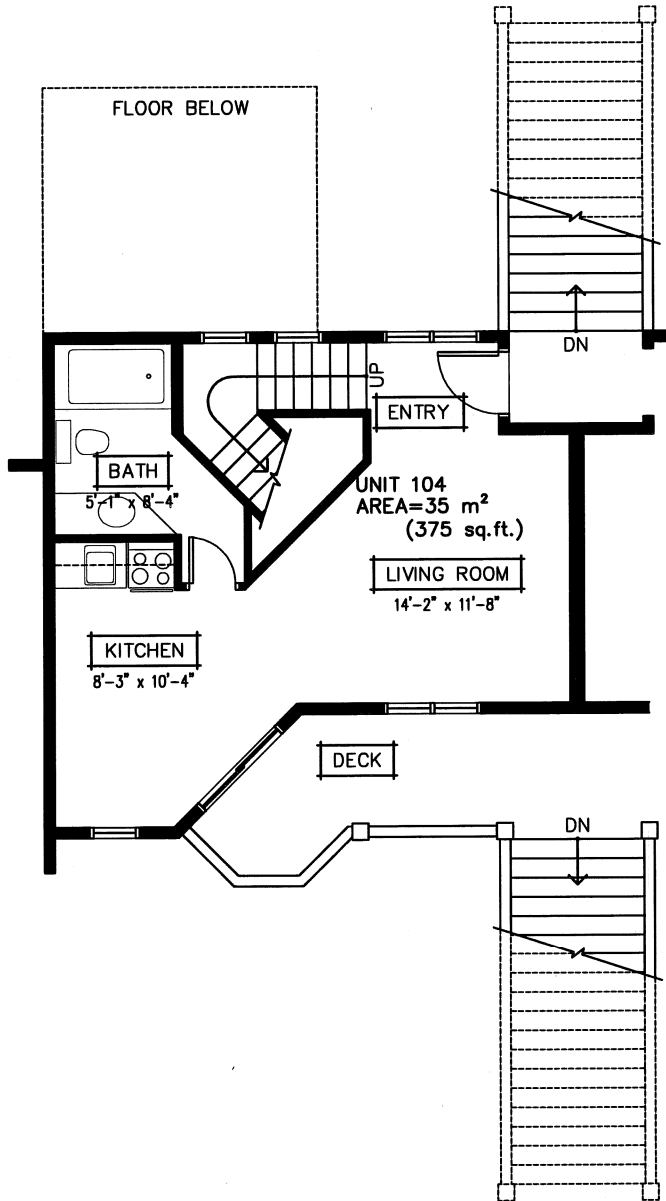 FLOOR BELOW
DN
UP
ENTRY
BATH
5'-1" x 8'-4"
UNIT 104
AREA=35 m²
(375 sq.ft.)
LIVING ROOM
14'-2" x 11'-8"
KITCHEN
8'-3" x 10'-4"
DECK
DN